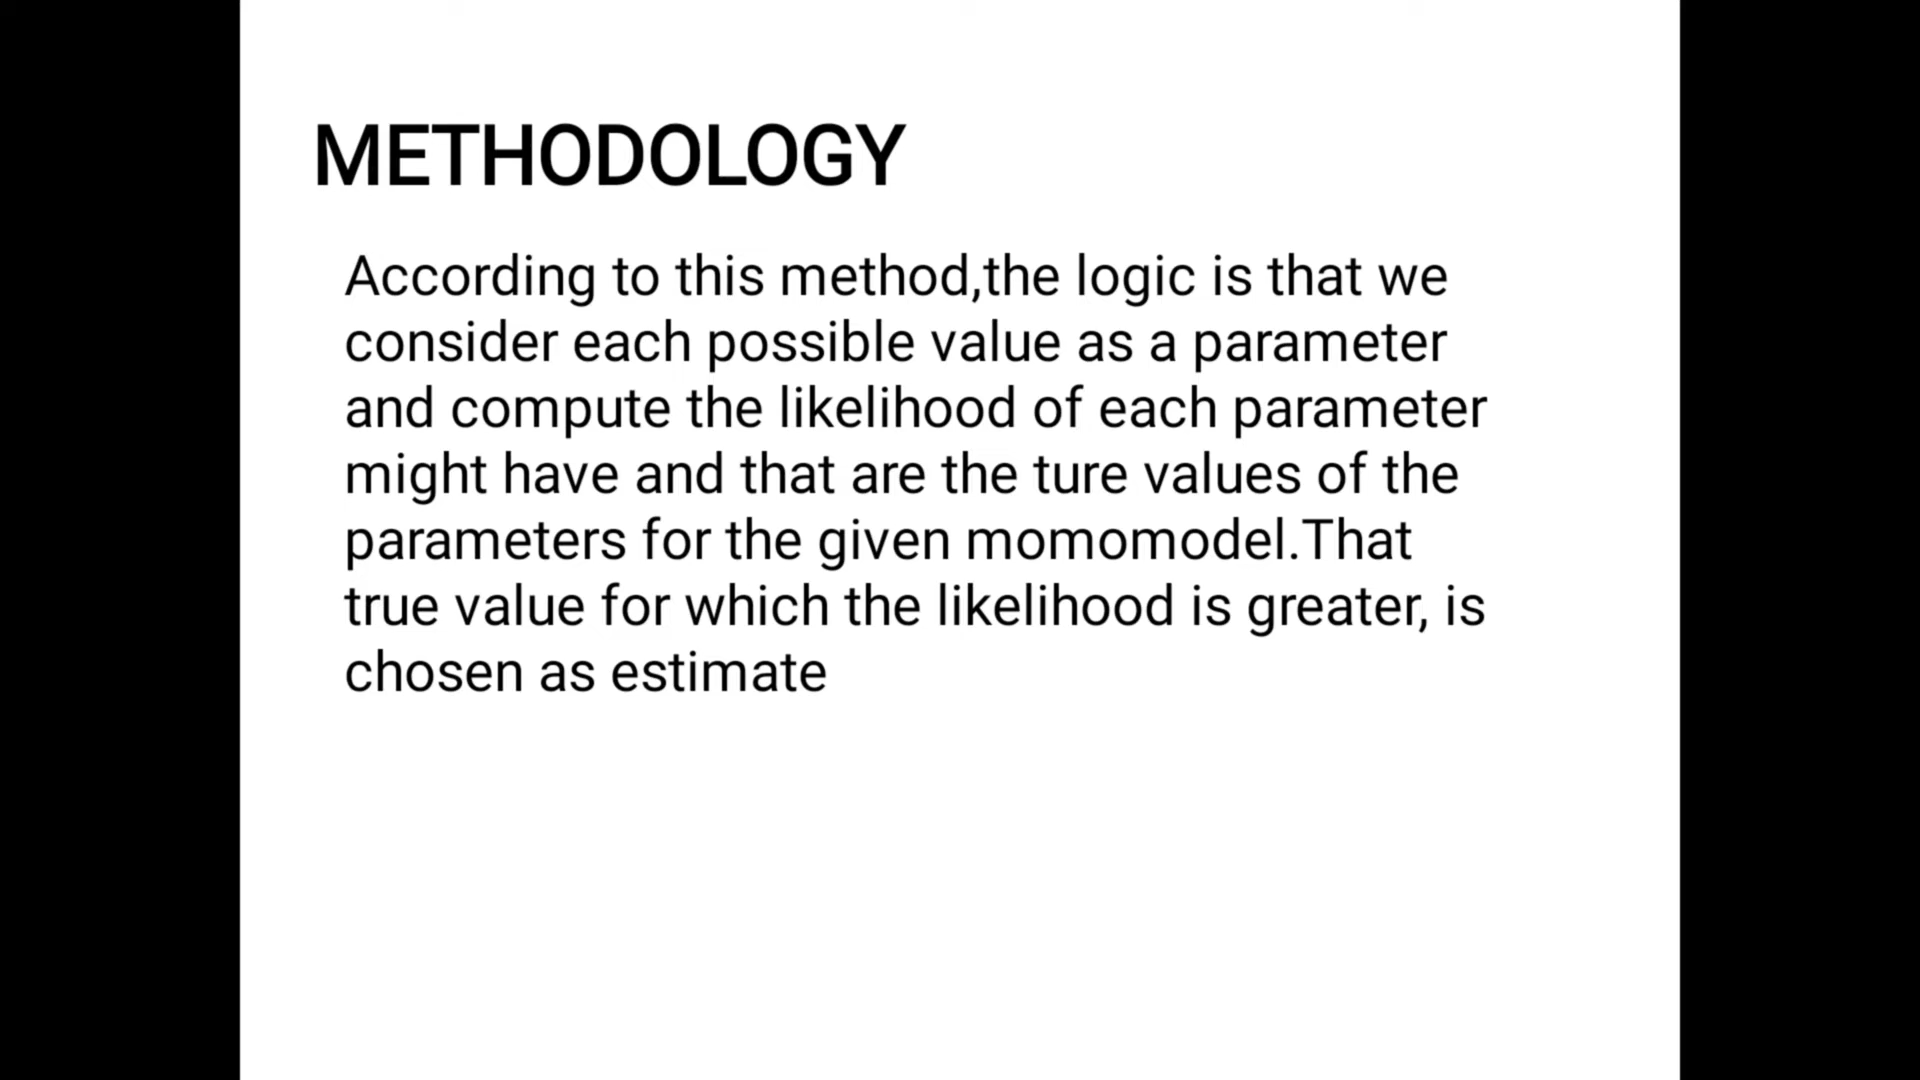 METHODOLOGY
According to this method,the logic is that we
consider each possible value as a parameter
and compute the likelihood of each parameter
might have and that are the ture values of the
parameters for the given momomodel.That
true value for which the likelihood is greater, is
chosen as estimate